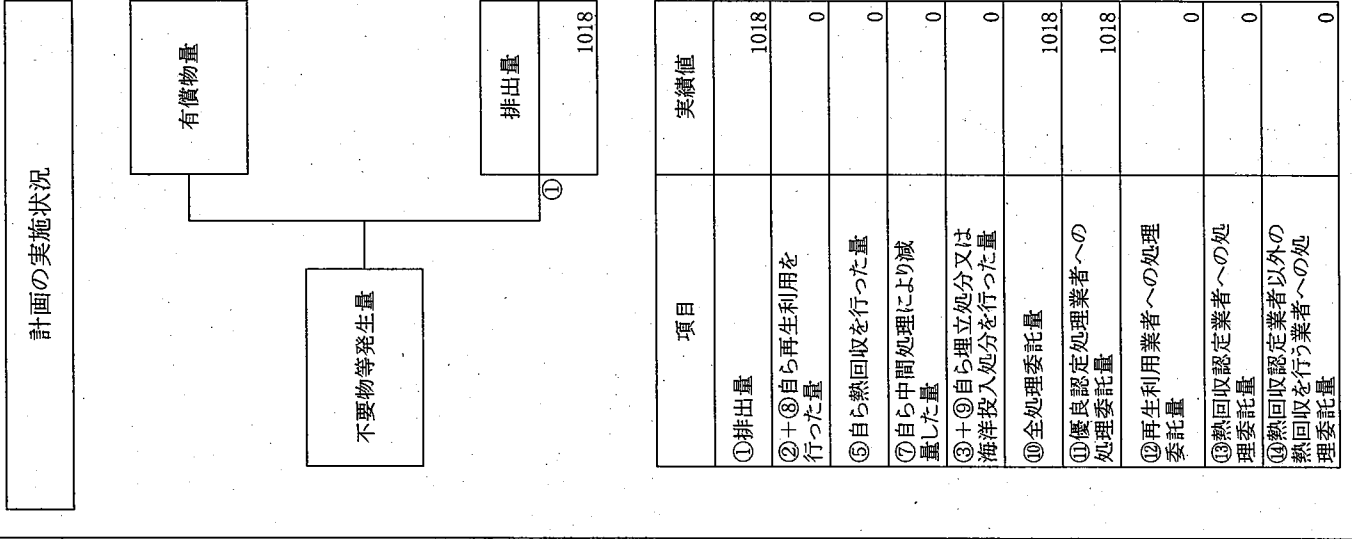 計画の実施状況
有償物量
不要物等発生量
排出量
①
1018
項目
実績値
①排出量
1018
②+⑧自ら再生利用を
行った量
0
⑤自ら熱回収を行った量
0
⑦自ら中間処理により減
量した量
0
③+⑨自ら埋立処分又は
海洋投入処分を行った量
0
⑩全処理委託量
1018
⑪優良認定処理業者への
処理委託量
1018
⑫再生利用業者への処理
委託量
0
⑬熱回収認定業者への処
理委託量
0
⑭熱回収認定業者以外の
熱回収を行う業者への処
理委託量
0